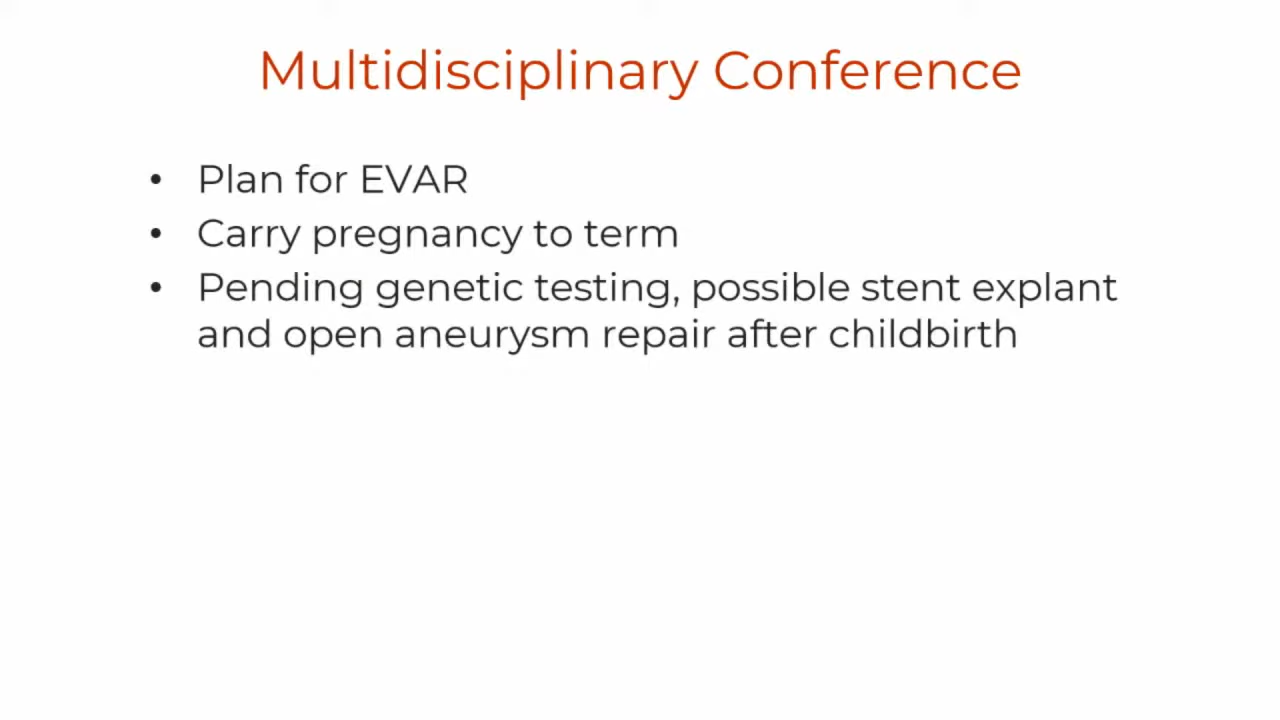 Multidisciplinary Conference
• Plan for EVAR
• Carry pregnancy to term
• Pending genetic testing, possible stent explant
and open aneurysm repair after childbirth